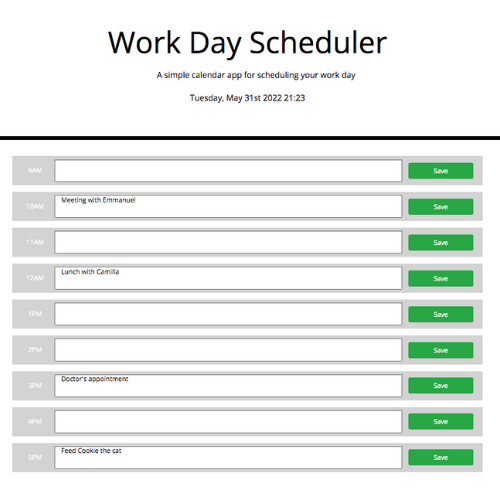 Work Day Scheduler
A simple calendar app for scheduling your work day
Tuesday, May 31st 2022 21:23
9AM Save
10AM Meeting with Emmanuel Save
11AM Save
12AM Lunch with Camilla Save
1PM Save
2PM Save
3PM Doctor's appointment Save
4PM Save
5PM Feed Cookie the cat Save